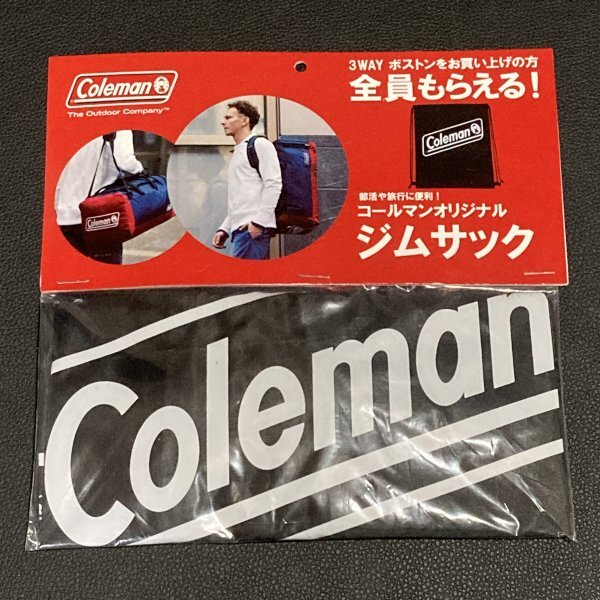 Coleman
The Outdoor Company™
3WAY ボストンをお買い上げの方
全員もらえる！
Coleman
Coleman
部活や旅行に便利！
コールマンオリジナル
ジムサック
Coleman